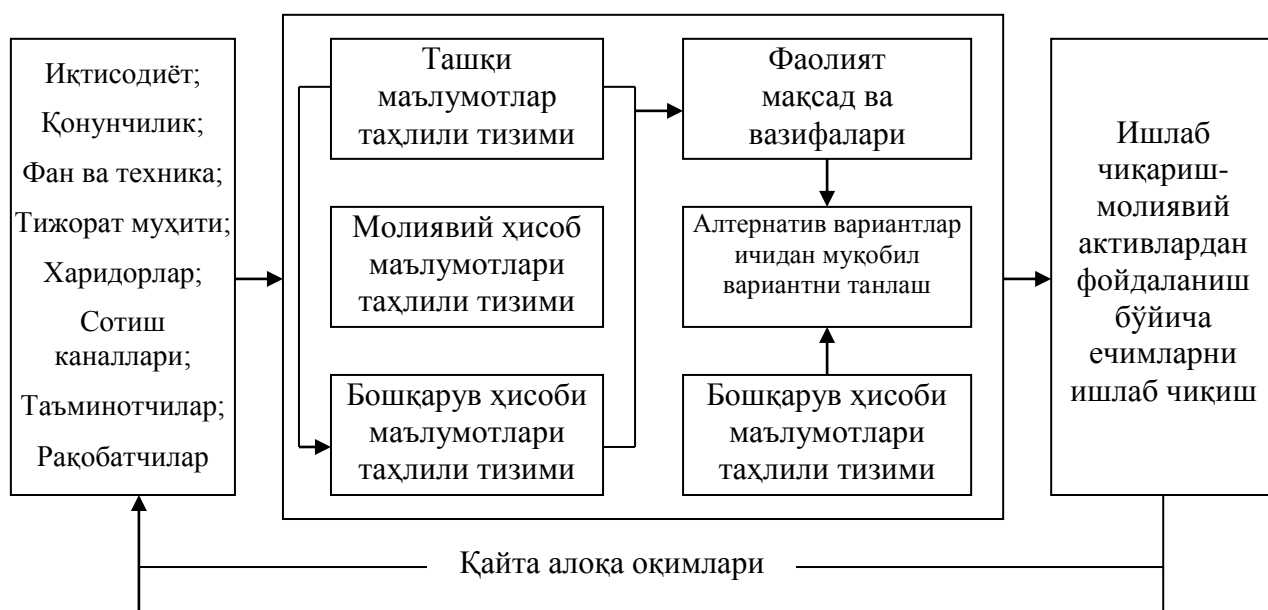 Иқтисодиёт;
Қонунчилик;
Фан ва техника;
Тижорат муҳити;
Харидорлар;
Сотиш
каналлари;
Таъминотчилар;
Рақобатчилар
Ташқи
маълумотлар
таҳлили тизими
Молиявий ҳисоб
маълумотлари
таҳлили тизими
Бошқарув ҳисоби
маълумотлари
таҳлили тизими
Фаолият
мақсад ва
вазифалари
Алтернатив вариантлар
ичидан муқобил
вариантни танлаш
Бошқарув ҳисоби
маълумотлари
таҳлили тизими
Ишлаб
чиқариш-
молиявий
активлардан
фойдаланиш
бўйича
ечимларни
ишлаб чиқиш
Қайта алоқа оқимлари